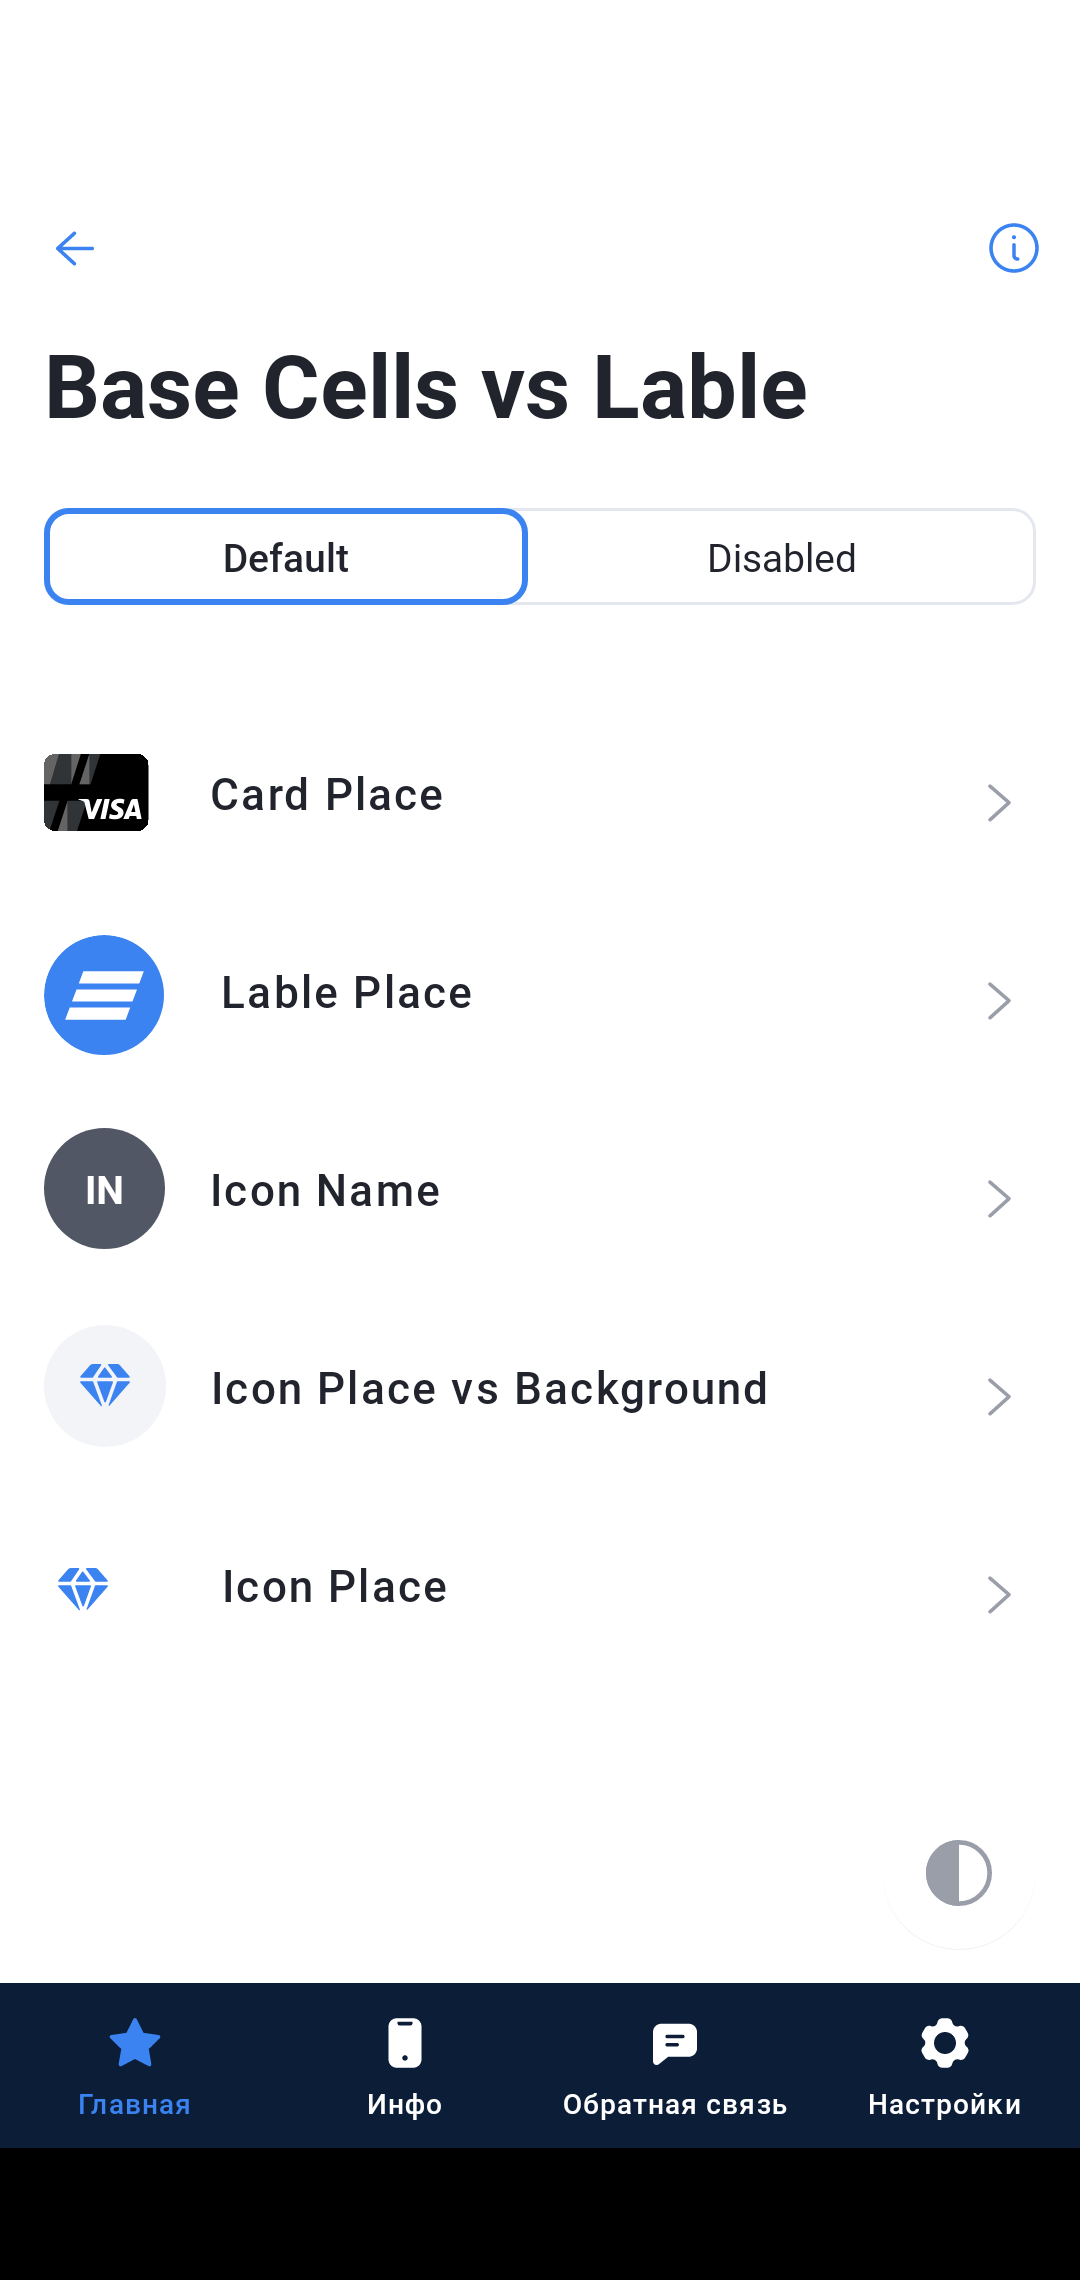 Base Cells vs Lable
Default
Disabled
VISA
Card Place
Lable Place
IN
Icon Name
Icon Place vs Background
Icon Place
Главная
Инфо
Обратная связь
Настройки